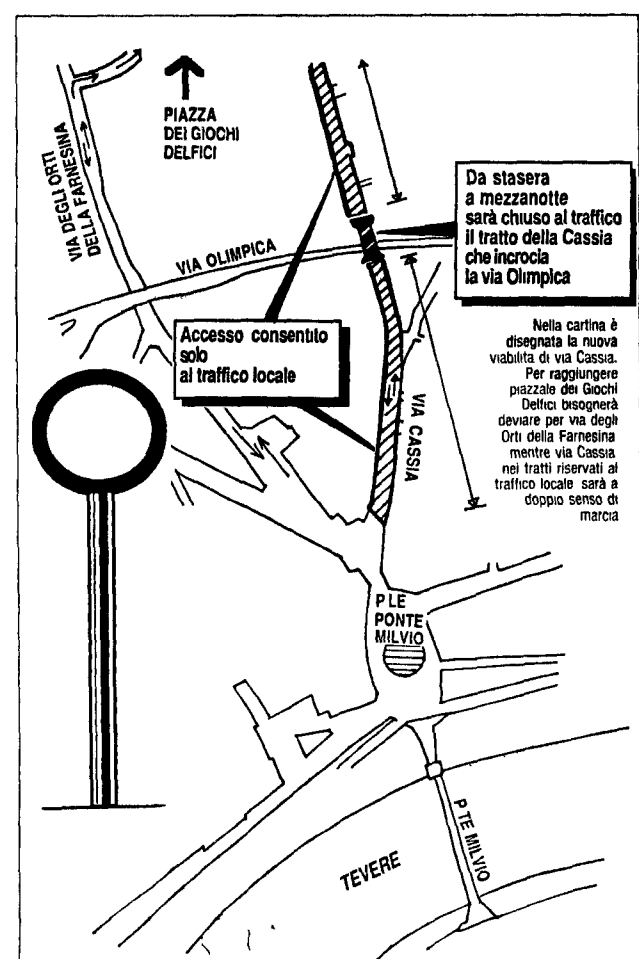 PIAZZA
DEI GIOCHI
DELFICI
VIA DEGLI ORTI
DELLA FARNESINA
VIA OLIMPICA
Da stasera
a mezzanotte
sarà chiuso al traffico
il tratto della Cassia
che incrocia
la via Olimpica
Accesso consentito
solo
al traffico locale
VIA CASSIA
Nella cartina è
disegnata la nuova
viabilita di via Cassia.
Per raggiungere
piazzale dei Giochi
Delfici bisognerà
deviare per via degli
Orti della Farnesina
mentre via Cassia
nei tratti riservati al
traffico locale sarà a
doppio senso di
marcia
P LE
PONTE
MILVIO
P TE MILVIO
TEVERE